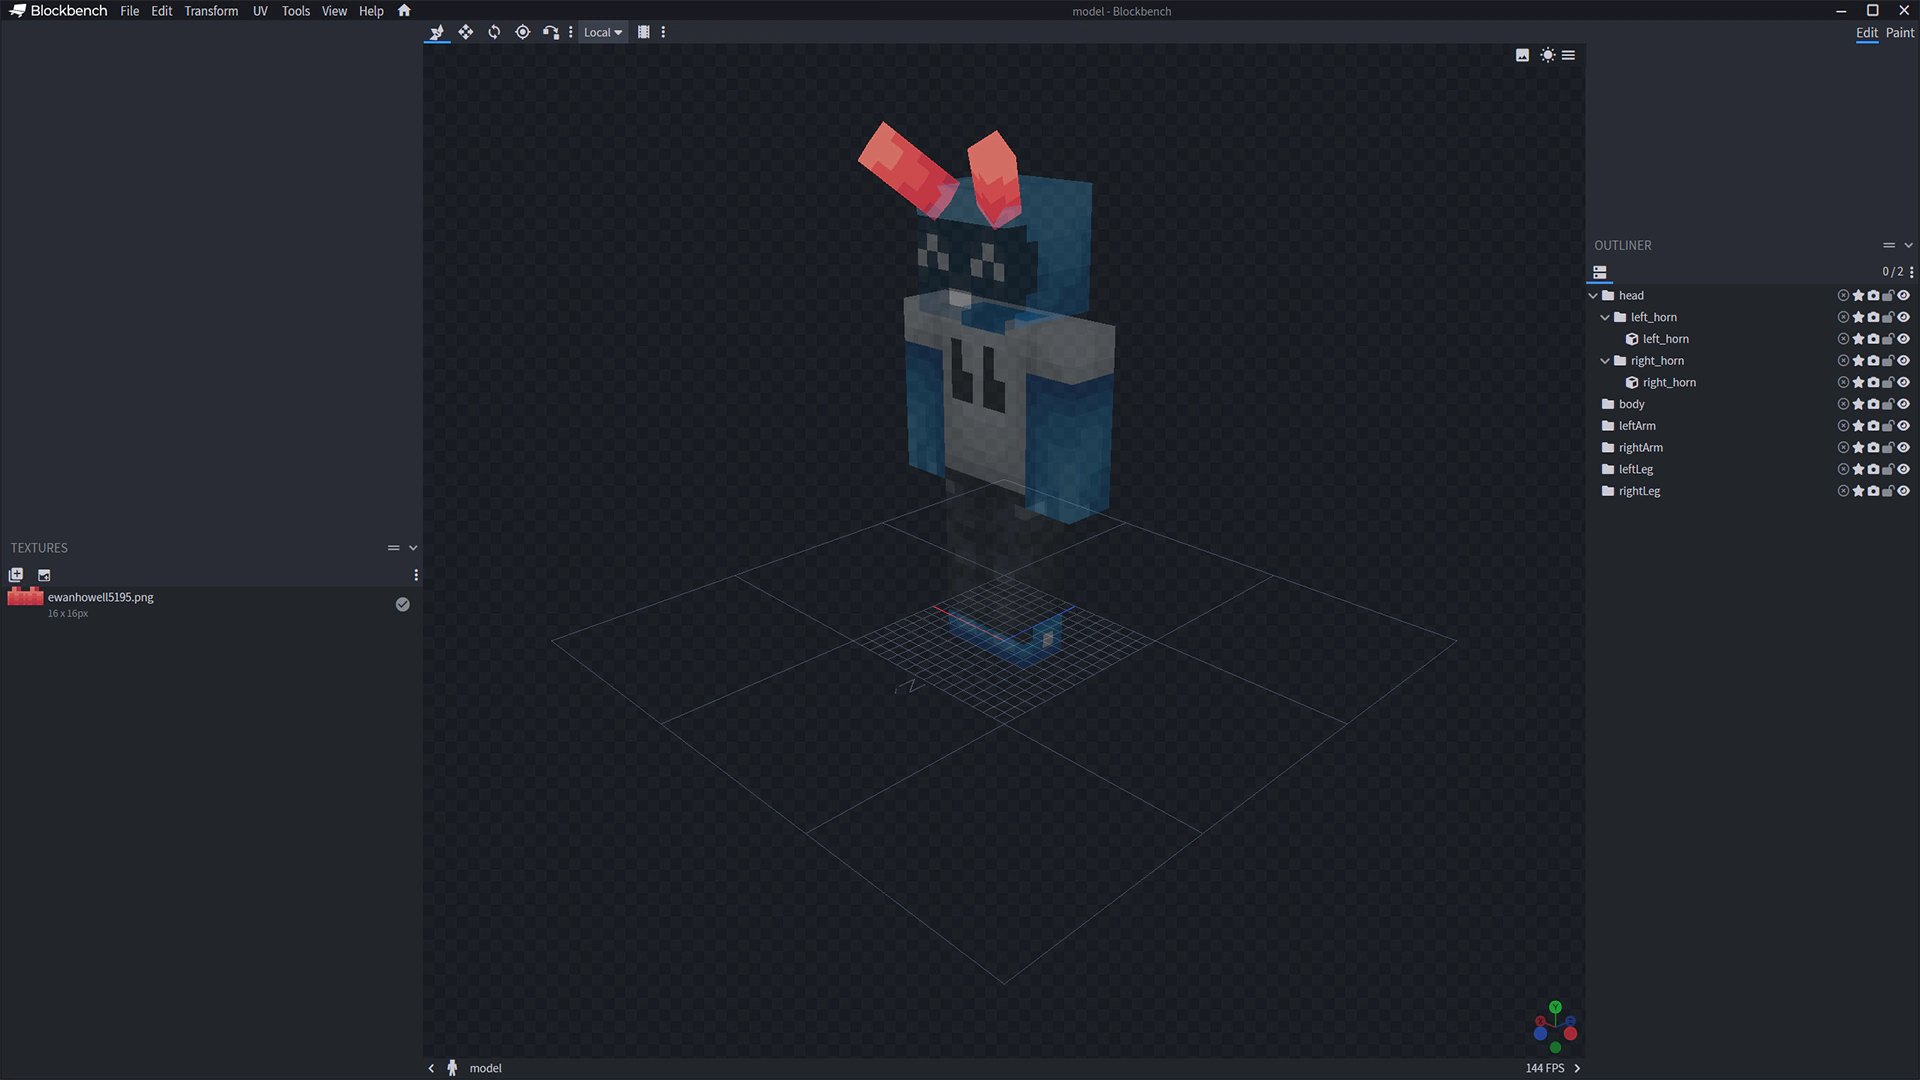 Blockbench File Edit Transform UV Tools View Help
model - Blockbench
Local
Edit Paint
OUTLINER
0 / 2
head
left_horn
left_horn
right_horn
right_horn
body
leftArm
rightArm
leftLeg
rightLeg
TEXTURES
ewanhowell5195.png
16 x 16px
N
Y
model
144 FPS